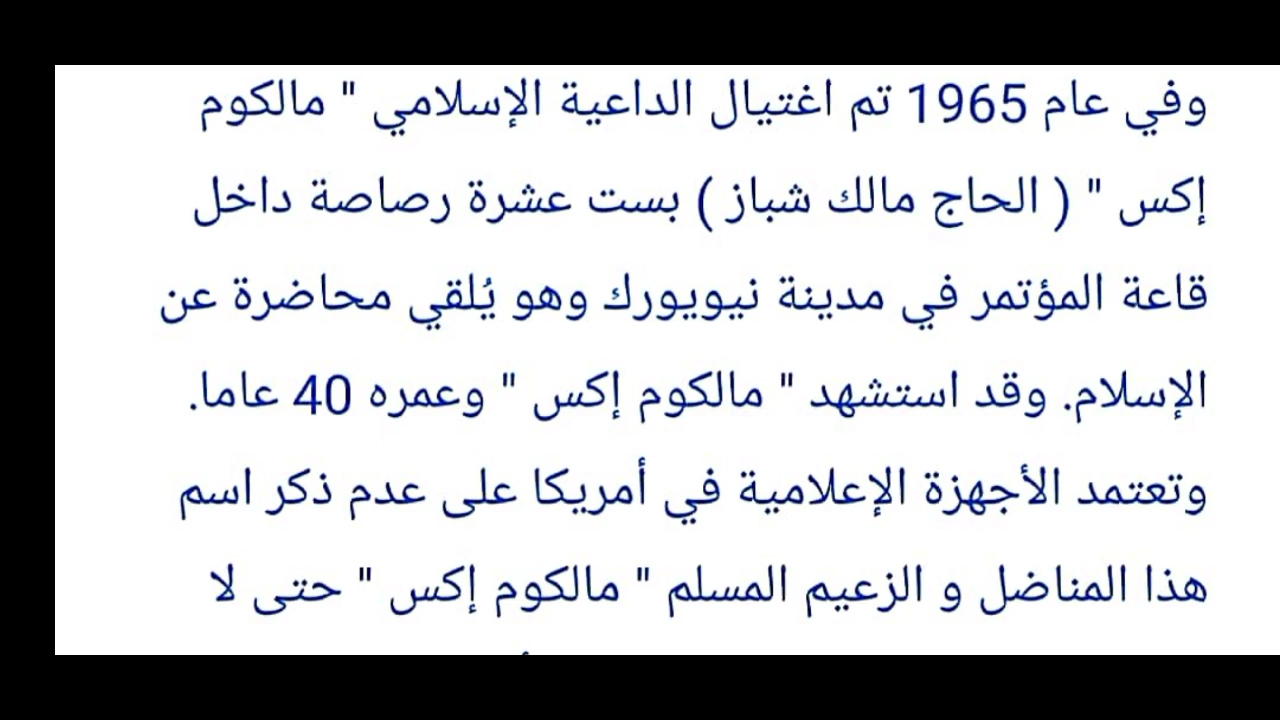 وفي عام 1965 تم اغتيال الداعية الإسلامي " مالكوم
إكس " ( الحاج مالك شباز ) بست عشرة رصاصة داخل
قاعة المؤتمر في مدينة نيويورك وهو يُلقي محاضرة عن
الإسلام. وقد استشهد " مالكوم إكس " وعمره 40 عاما.
وتعتمد الأجهزة الإعلامية في أمريكا على عدم ذكر اسم
هذا المناضل و الزعيم المسلم " مالكوم إكس " حتى لا